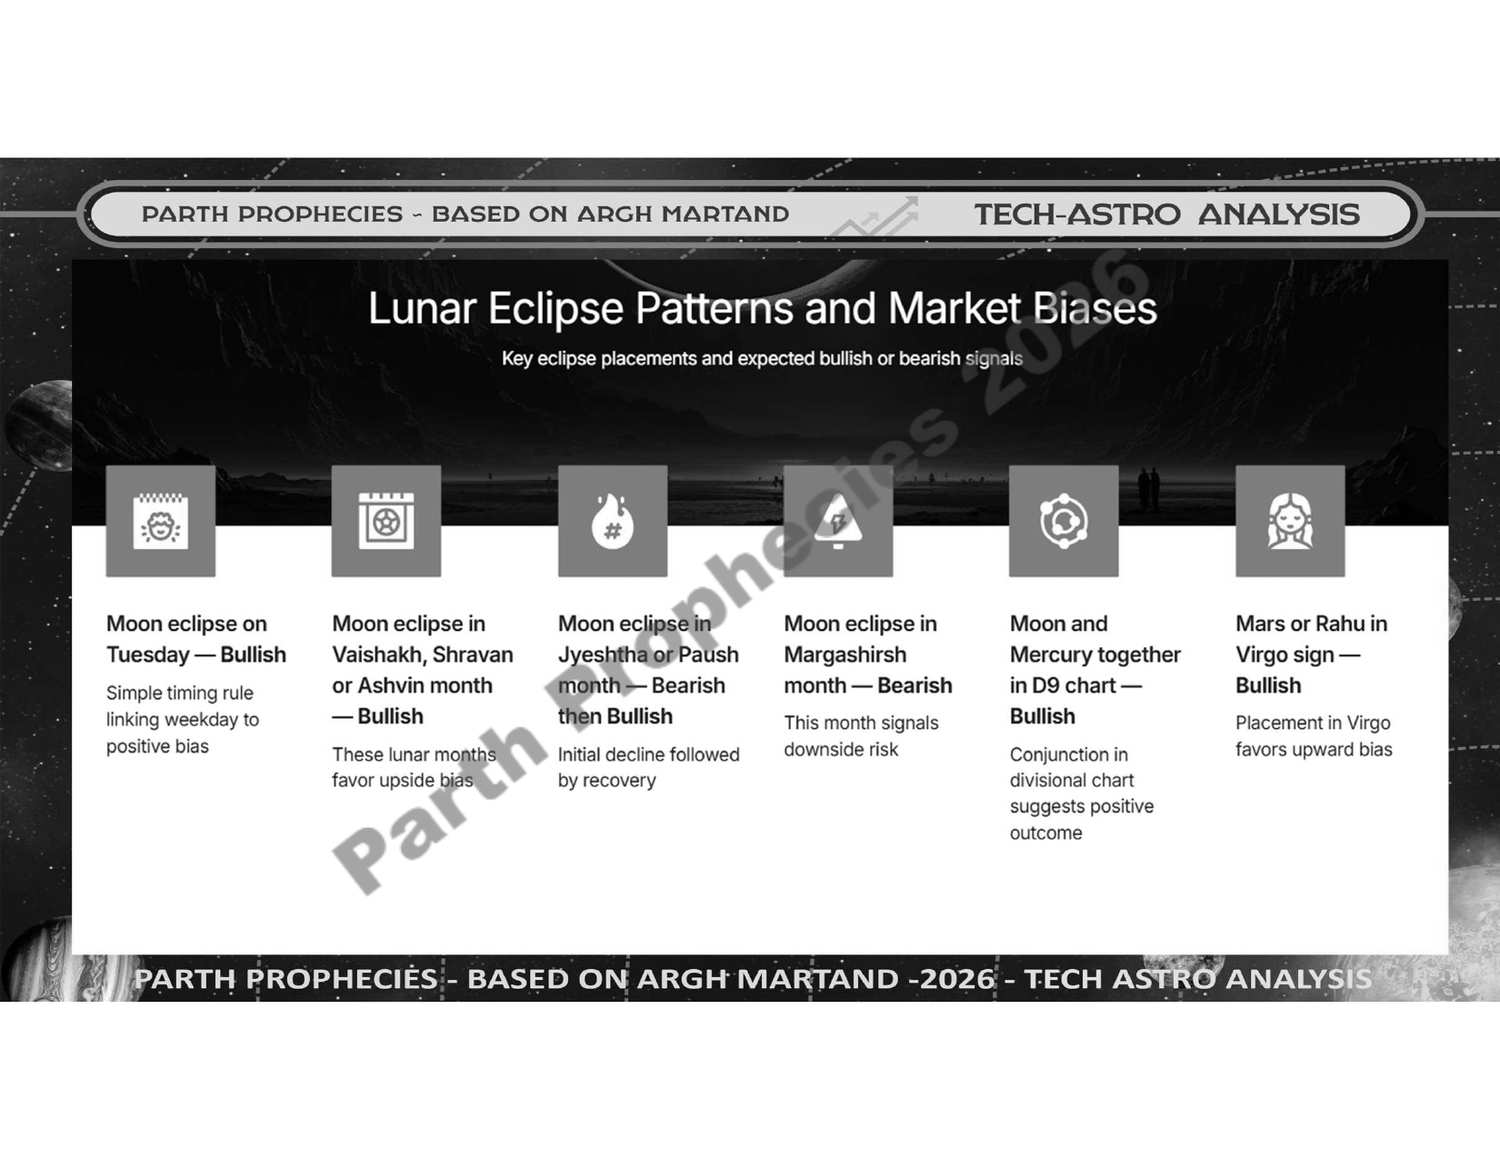 PARTH PROPHECIES ~ BASED ON ARGH MARTAND
TECH-ASTRO ANALYSIS
Lunar Eclipse Patterns and Market Biases
Key eclipse placements and expected bullish or bearish signals
Moon eclipse on
Tuesday — Bullish
Simple timing rule
linking weekday to
positive bias
Moon eclipse in
Vaishakh, Shravan
or Ashvin month
— Bullish
These lunar months
favor upside bias
#
Moon eclipse in
Jyeshtha or Paush
month — Bearish
then Bullish
Initial decline followed
by recovery
Moon eclipse in
Margashirsh
month — Bearish
This month signals
downside risk
Moon and
Mercury together
in D9 chart —
Bullish
Conjunction in
divisional chart
suggests positive
outcome
Mars or Rahu in
Virgo sign —
Bullish
Placement in Virgo
favors upward bias
Parth Prophecies 2026
PARTH PROPHECIES - BASED ON ARGH MARTAND -2026 - TECH ASTRO ANALYSIS